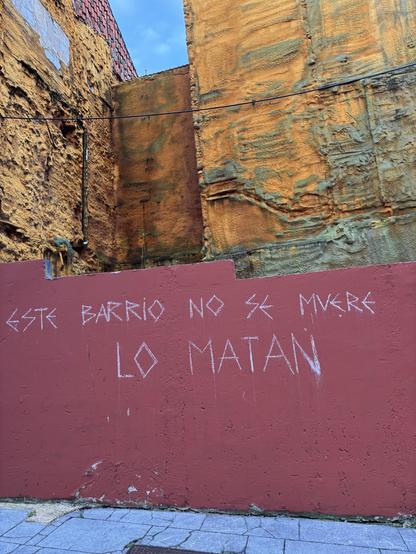 ESTE BARRiO NO SE MUERE
LO MATAN